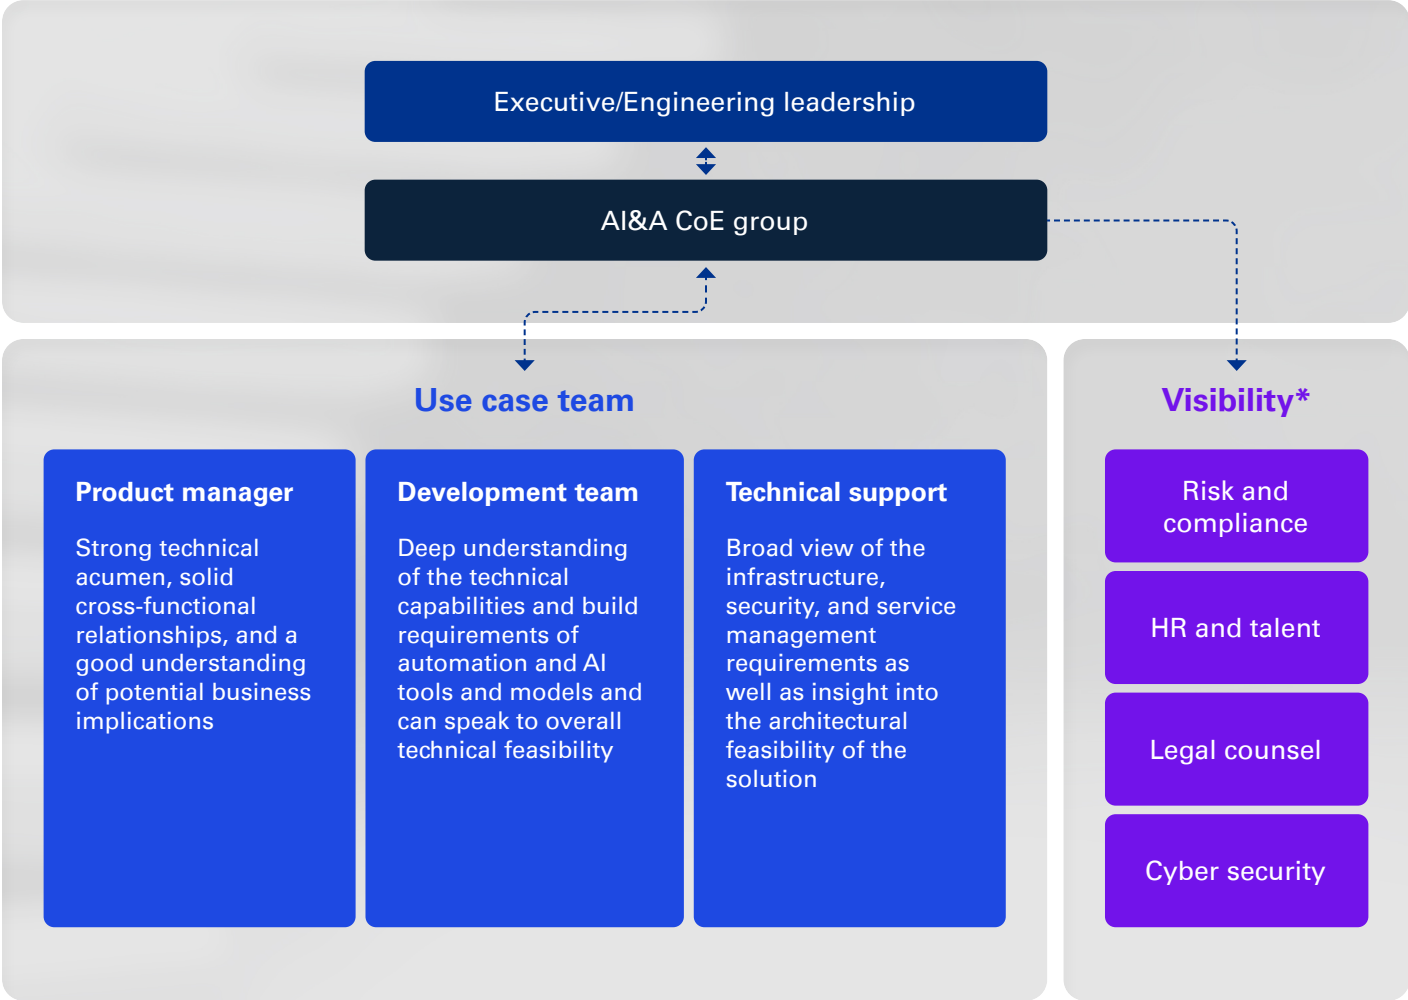 Executive/Engineering leadership
AI&A CoE group
Use case team
Product manager
Strong technical
acumen, solid
cross-functional
relationships, and a
good understanding
of potential business
implications
Development team
Deep understanding
of the technical
capabilities and build
requirements of
automation and AI
tools and models and
can speak to overall
technical feasibility
Technical support
Broad view of the
infrastructure,
security, and service
management
requirements as
well as insight into
the architectural
feasibility of the
solution
Visibility*
Risk and
compliance
HR and talent
Legal counsel
Cyber security